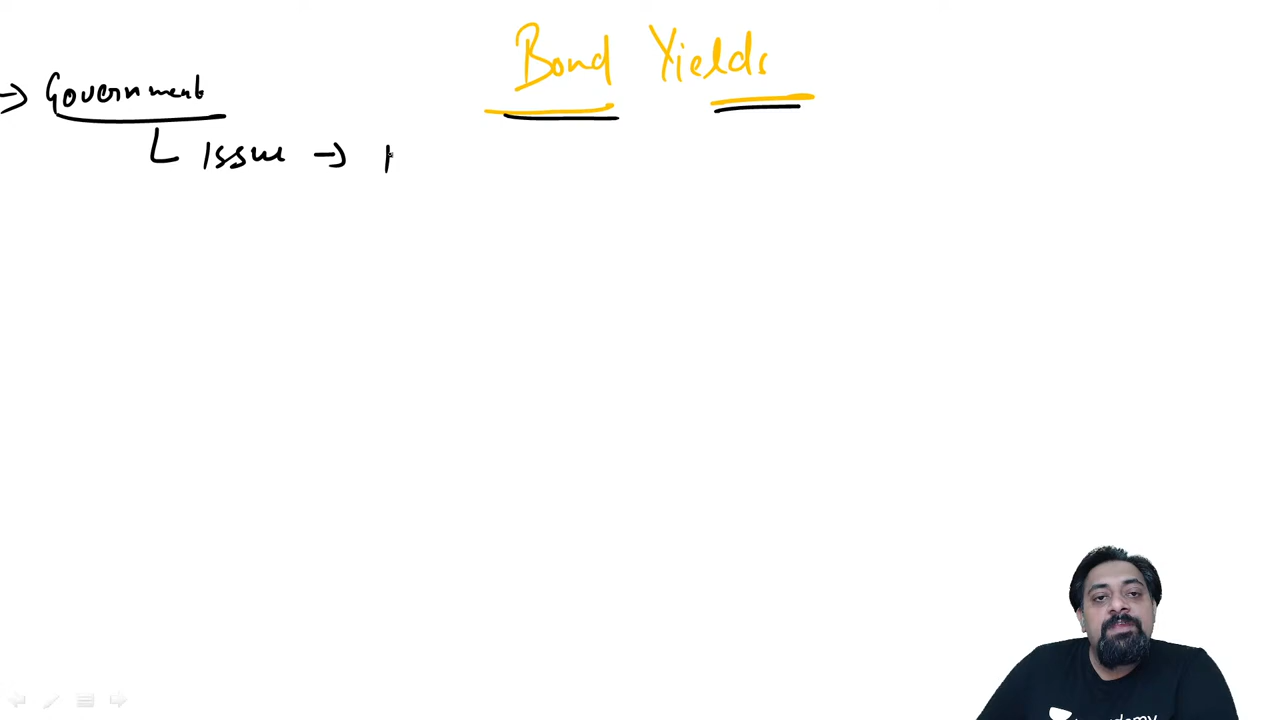 Bond Yields
→ Government
Issue →